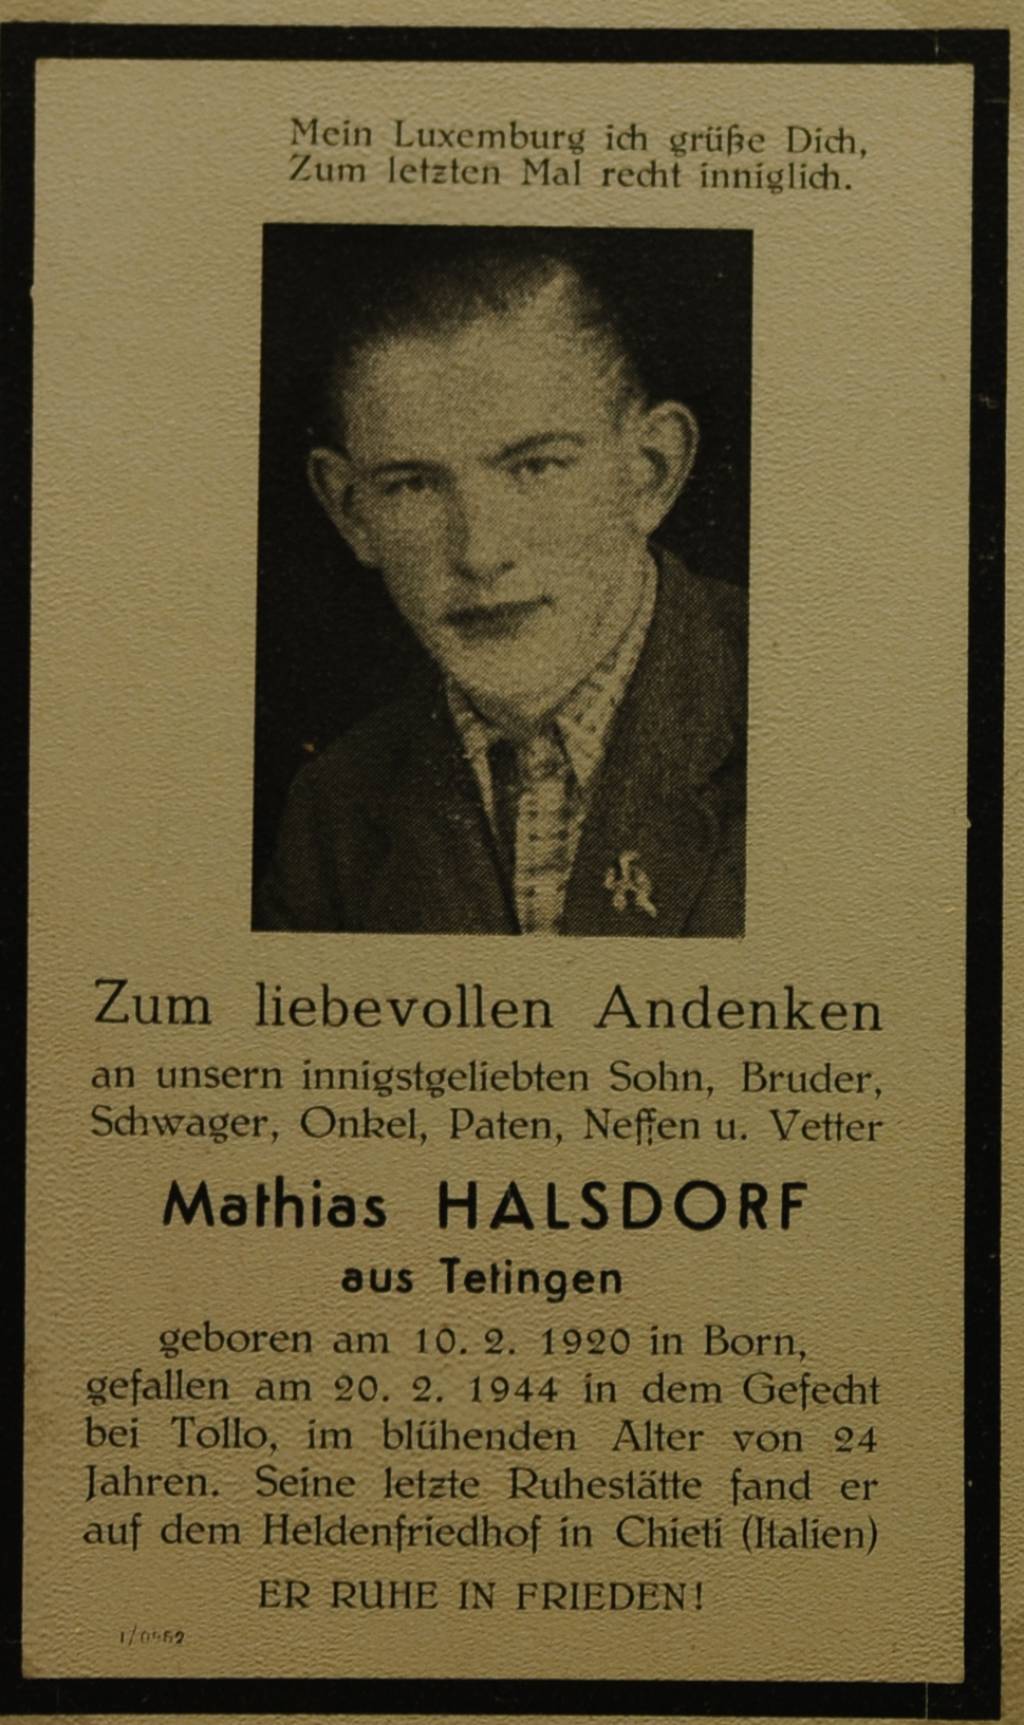 Mein Luxemburg ich grüße Dich,
Zum letzten Mal recht inniglich.
Zum liebevollen Andenken
an unsern innigstgeliebten Sohn, Bruder,
Schwager, Onkel, Paten, Neffen u. Vetter
Mathias HALSDORF
aus Tetingen
geboren am 10. 2. 1920 in Born,
gefallen am 20. 2. 1944 in dem Gefecht
bei Tollo, im blühenden Alter von 24
Jahren. Seine letzte Ruhestätte fand er
auf dem Heldenfriedhof in Chieti (Italien)
ER RUHE IN FRIEDEN!